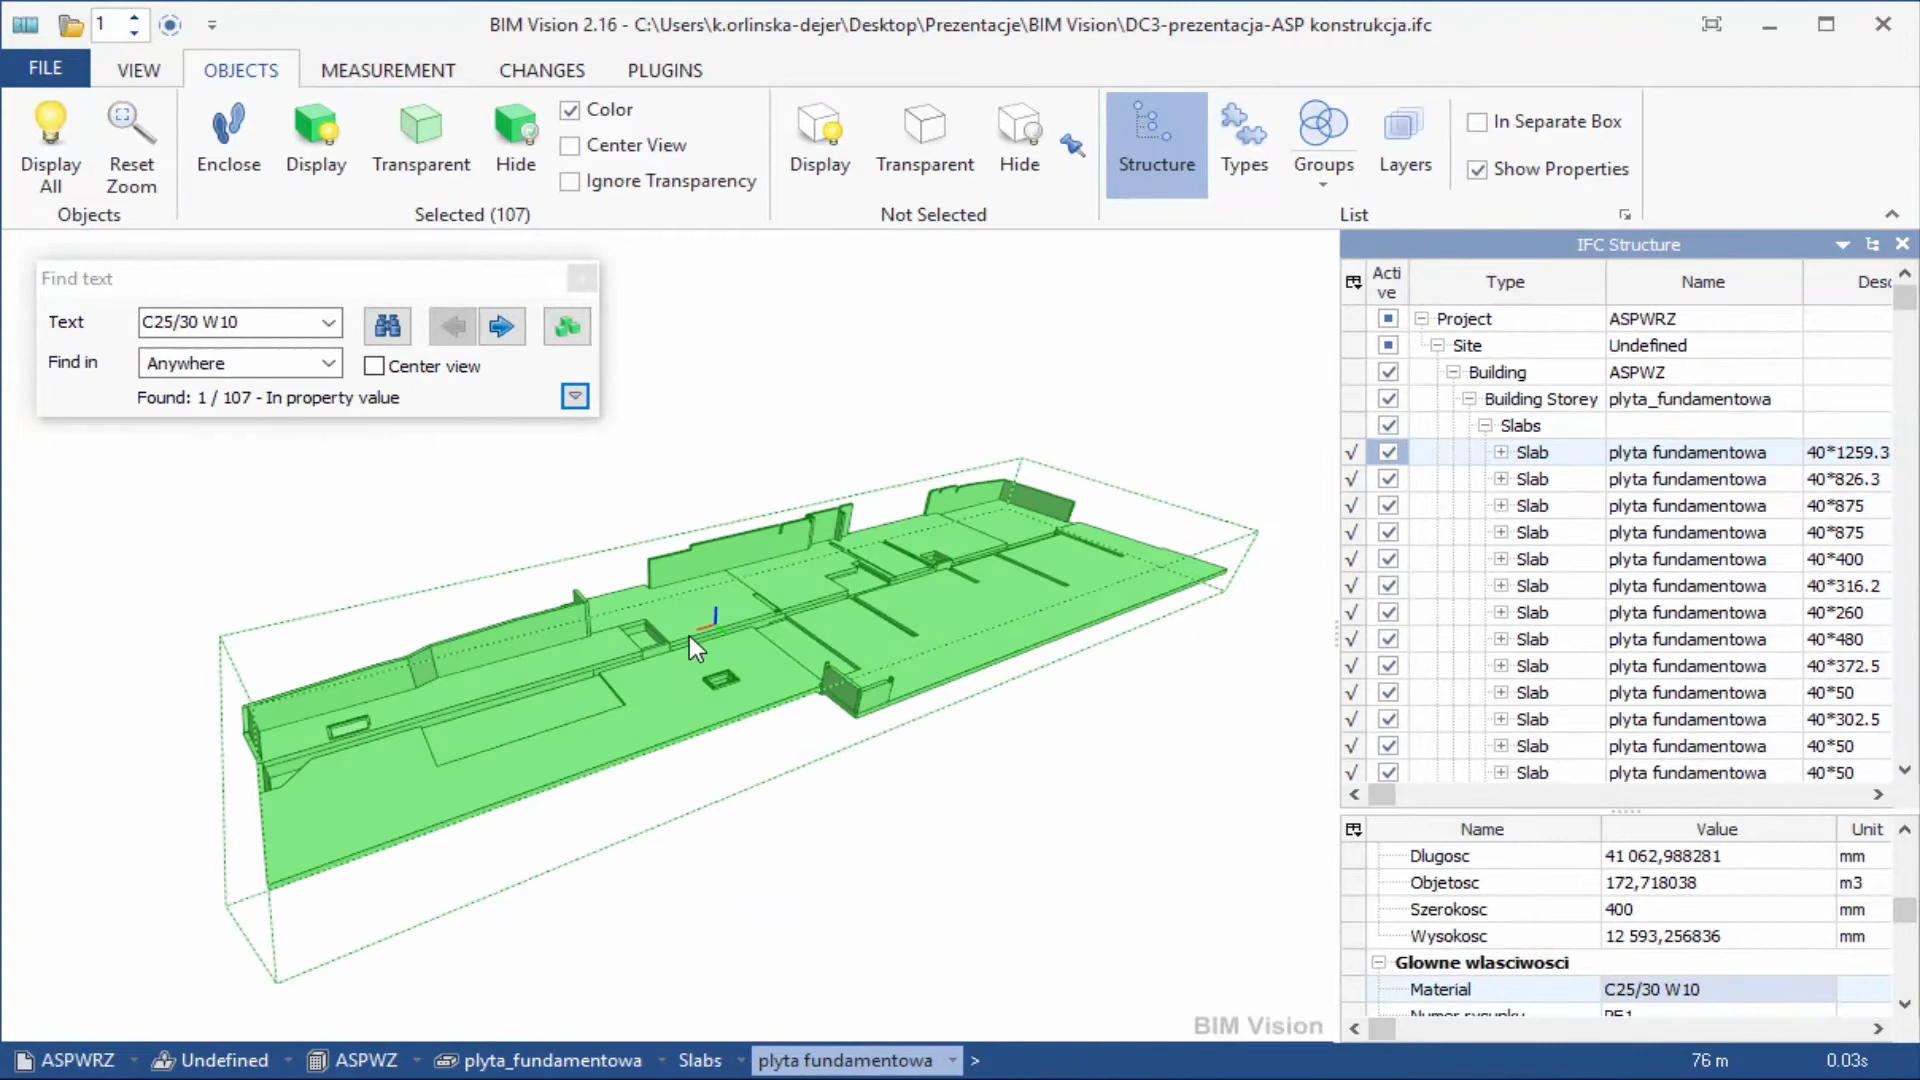 1
BIM Vision 2.16 - C:\Users\k.orlinska-dejer\Desktop\Prezentacje\BIM Vision\DC3-prezentacja-ASP konstrukcja.ifc
FILE VIEW OBJECTS MEASUREMENT CHANGES PLUGINS
Display All
Reset Zoom
Objects
Enclose
Display
Transparent
Hide
Color
Center View
Ignore Transparency
Selected (107)
Display
Transparent
Hide
Not Selected
Structure
Types
Groups
Layers
In Separate Box
Show Properties
List
Find text
Text C25/30 W10
Find in Anywhere
Center view
Found: 1 / 107 - In property value
IFC Structure
Active Type Name Desc
Project ASPWRZ
Site Undefined
Building ASPWZ
Building Storey plyta_fundamentowa
Slabs
Slab plyta fundamentowa 40*1259.3
Slab plyta fundamentowa 40*826.3
Slab plyta fundamentowa 40*875
Slab plyta fundamentowa 40*875
Slab plyta fundamentowa 40*400
Slab plyta fundamentowa 40*316.2
Slab plyta fundamentowa 40*260
Slab plyta fundamentowa 40*480
Slab plyta fundamentowa 40*372.5
Slab plyta fundamentowa 40*50
Slab plyta fundamentowa 40*302.5
Slab plyta fundamentowa 40*50
Slab plyta fundamentowa 40*50
Name Value Unit
Dlugosc 41 062,988281 mm
Objetosc 172,718038 m3
Szerokosc 400 mm
Wysokosc 12 593,256836 mm
Glowne wlasciwosci
Material C25/30 W10
BIM Vision
ASPWRZ Undefined ASPWZ plyta_fundamentowa Slabs plyta fundamentowa > 76 m 0.03s